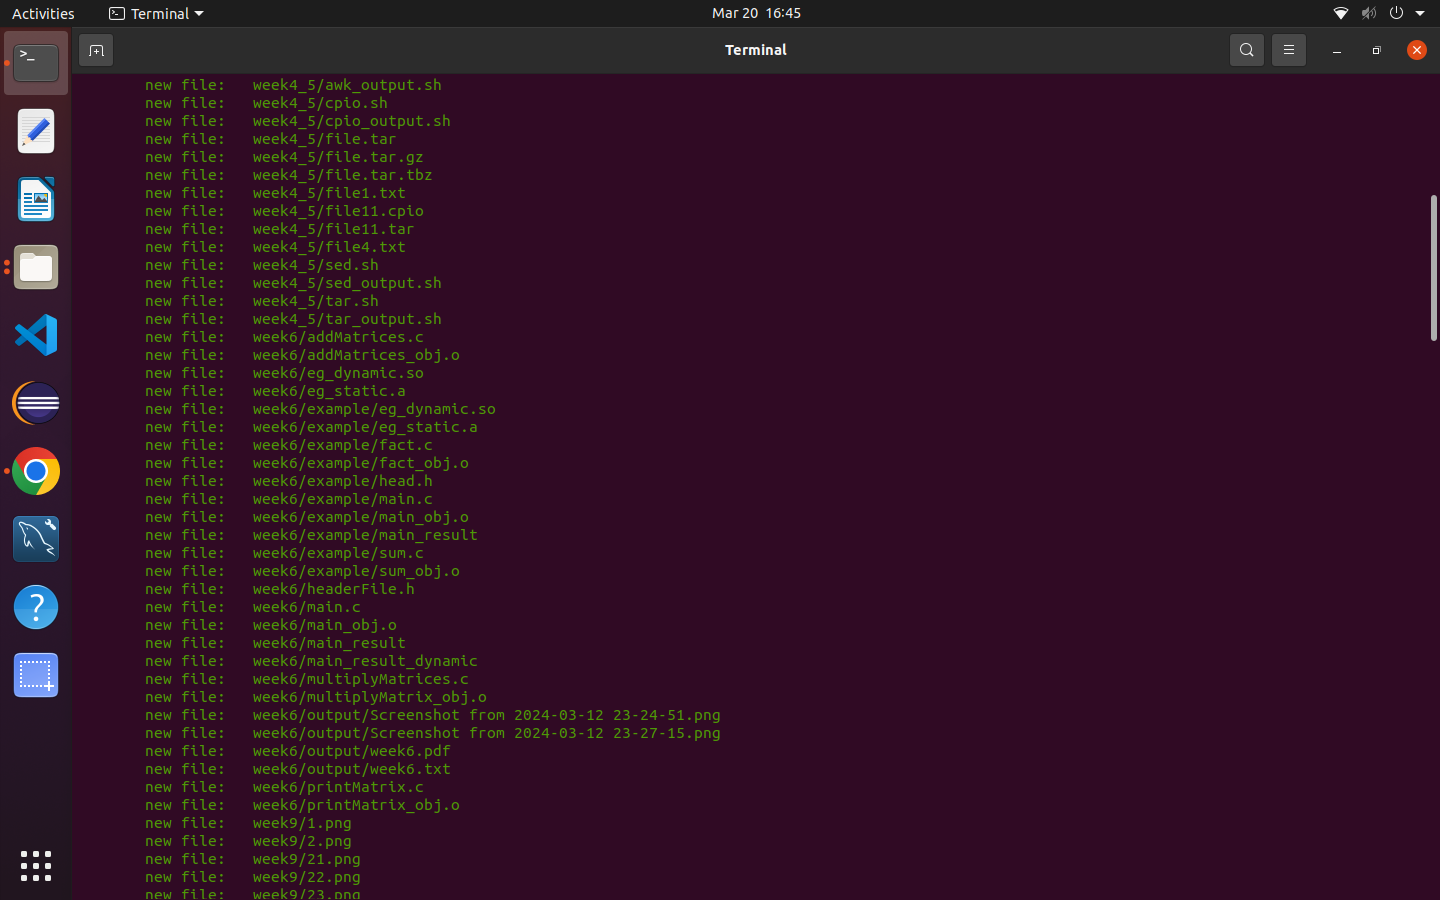 Activities
Terminal
Mar 20 16:45
Terminal
new file:   week4_5/awk_output.sh
new file:   week4_5/cpio.sh
new file:   week4_5/cpio_output.sh
new file:   week4_5/file.tar
new file:   week4_5/file.tar.gz
new file:   week4_5/file.tar.tbz
new file:   week4_5/file1.txt
new file:   week4_5/file11.cpio
new file:   week4_5/file11.tar
new file:   week4_5/file4.txt
new file:   week4_5/sed.sh
new file:   week4_5/sed_output.sh
new file:   week4_5/tar.sh
new file:   week4_5/tar_output.sh
new file:   week6/addMatrices.c
new file:   week6/addMatrices_obj.o
new file:   week6/eg_dynamic.so
new file:   week6/eg_static.a
new file:   week6/example/eg_dynamic.so
new file:   week6/example/eg_static.a
new file:   week6/example/fact.c
new file:   week6/example/fact_obj.o
new file:   week6/example/head.h
new file:   week6/example/main.c
new file:   week6/example/main_obj.o
new file:   week6/example/main_result
new file:   week6/example/sum.c
new file:   week6/example/sum_obj.o
new file:   week6/headerFile.h
new file:   week6/main.c
new file:   week6/main_obj.o
new file:   week6/main_result
new file:   week6/main_result_dynamic
new file:   week6/multiplyMatrices.c
new file:   week6/multiplyMatrix_obj.o
new file:   week6/output/Screenshot from 2024-03-12 23-24-51.png
new file:   week6/output/Screenshot from 2024-03-12 23-27-15.png
new file:   week6/output/week6.pdf
new file:   week6/output/week6.txt
new file:   week6/printMatrix.c
new file:   week6/printMatrix_obj.o
new file:   week9/1.png
new file:   week9/2.png
new file:   week9/21.png
new file:   week9/22.png
new file:   week9/23.png